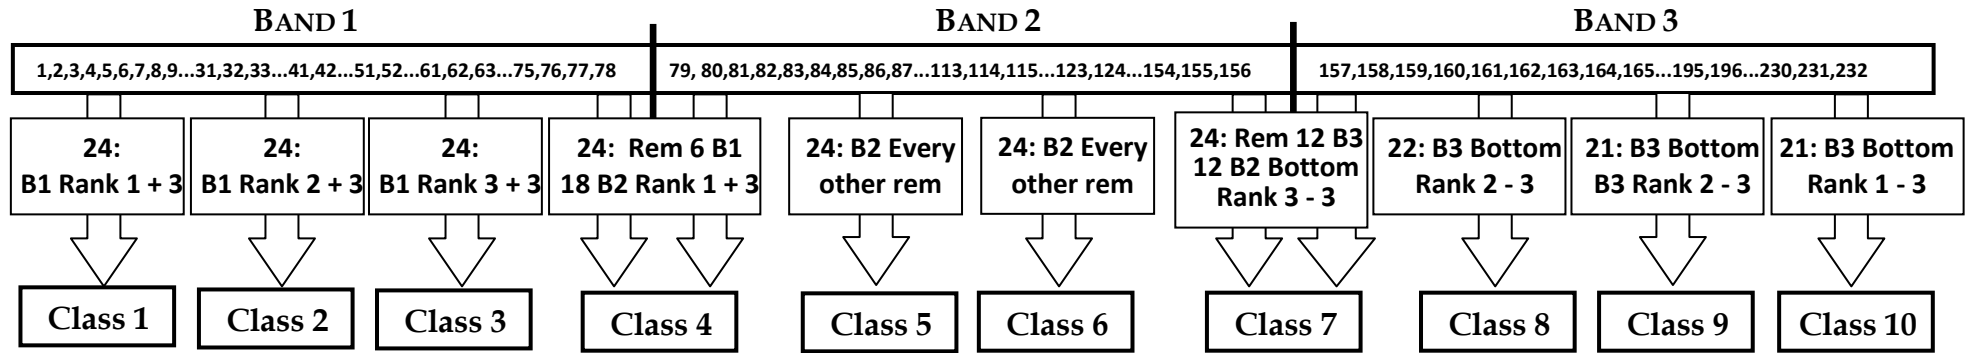 BAND 1
BAND 2
BAND 3
1,2,3,4,5,6,7,8,9...31,32,33...41,42...51,52...61,62,63...75,76,77,78
79, 80,81,82,83,84,85,86,87...113,114,115...123,124...154,155,156
157,158,159,160,161,162,163,164,165...195,196...230,231,232
24:
B1 Rank 1 + 3
24:
B1 Rank 2 + 3
24:
B1 Rank 3 + 3
24: Rem 6 B1
18 B2 Rank 1 + 3
24: B2 Every
other rem
24: B2 Every
other rem
24: Rem 12 B3
12 B2 Bottom
Rank 3 - 3
22: B3 Bottom
Rank 2 - 3
21: B3 Bottom
B3 Rank 2 - 3
21: B3 Bottom
Rank 1 - 3
Class 1
Class 2
Class 3
Class 4
Class 5
Class 6
Class 7
Class 8
Class 9
Class 10